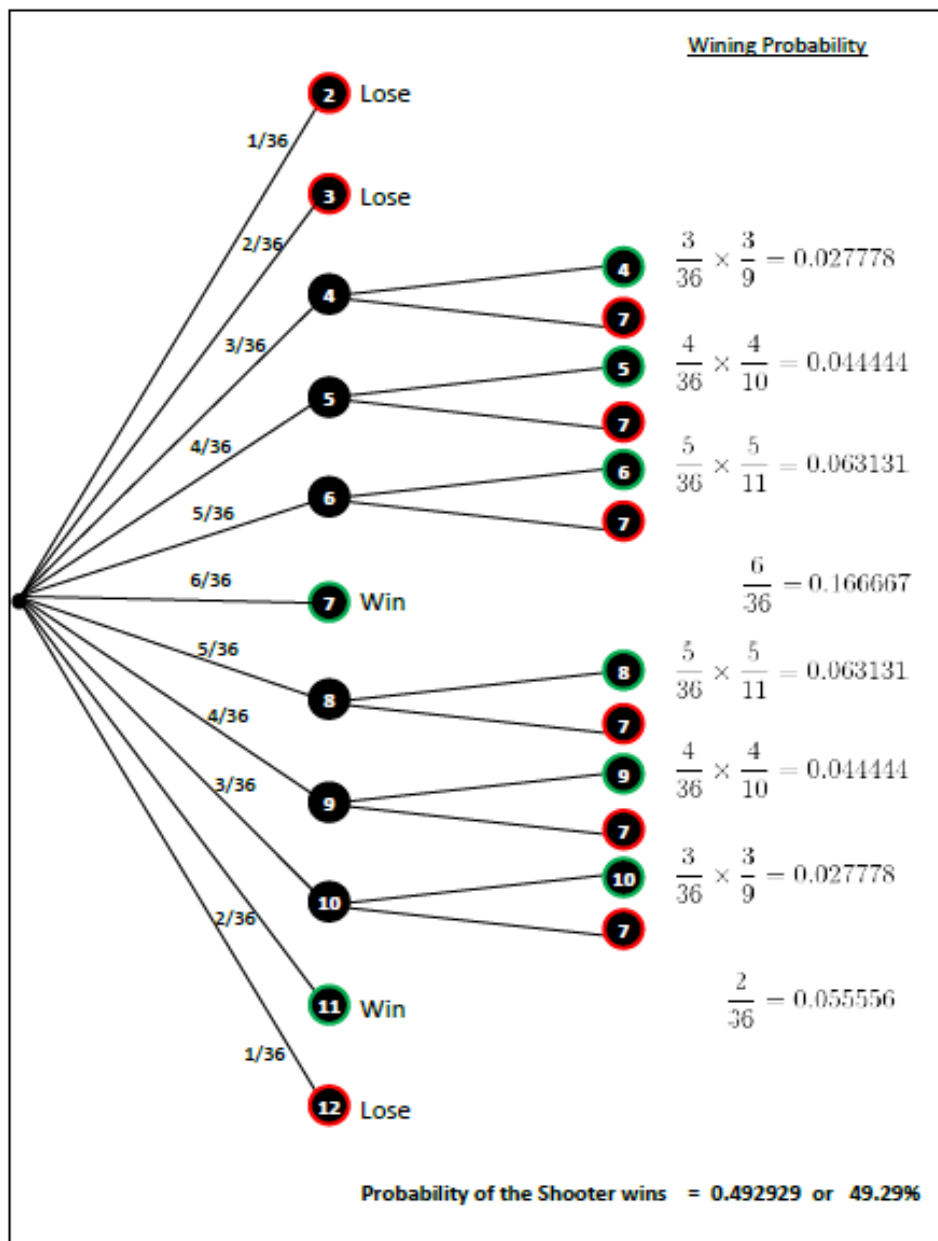 Wining Probability
2 Lose
1/36
3 Lose
2/36
4 3/36 × 3/9 = 0.027778
4
3/36
7
5 4/36 × 4/10 = 0.044444
5
7
4/36
6 5/36 × 5/11 = 0.063131
6
5/36
7
6/36
7 Win 6/36 = 0.166667
5/36
8 5/36 × 5/11 = 0.063131
8
4/36
7
9 4/36 × 4/10 = 0.044444
3/36
9
7
10 3/36 × 3/9 = 0.027778
10
2/36
7
11 Win 2/36 = 0.055556
1/36
12 Lose
Probability of the Shooter wins = 0.492929 or 49.29%